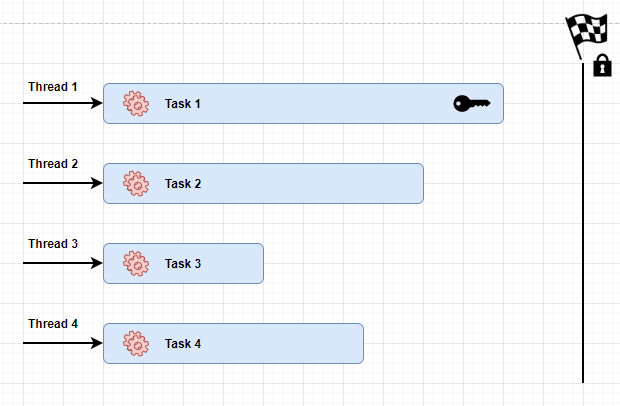 Thread 1
Task 1
Thread 2
Task 2
Thread 3
Task 3
Thread 4
Task 4